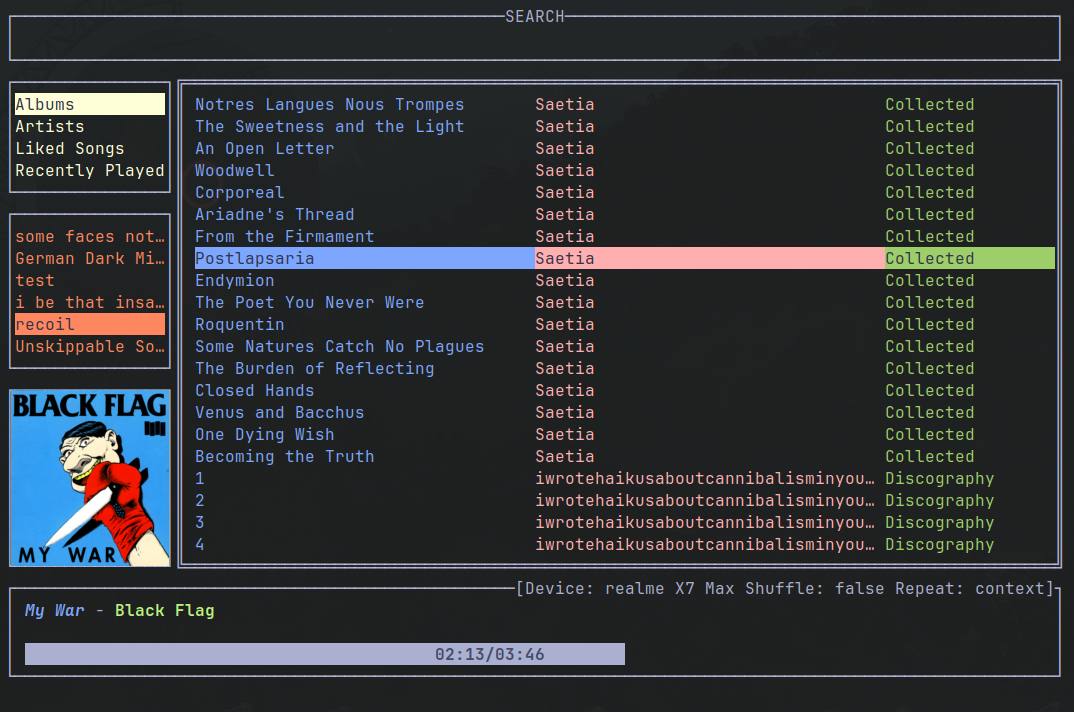 SEARCH
Albums
Artists
Liked Songs
Recently Played
some faces not…
German Dark Mi…
test
i be that insa…
recoil
Unskippable So…
BLACK FLAG
MY WAR
Notres Langues Nous Trompes Saetia Collected
The Sweetness and the Light Saetia Collected
An Open Letter Saetia Collected
Woodwell Saetia Collected
Corporeal Saetia Collected
Ariadne's Thread Saetia Collected
From the Firmament Saetia Collected
Postlapsaria Saetia Collected
Endymion Saetia Collected
The Poet You Never Were Saetia Collected
Roquentin Saetia Collected
Some Natures Catch No Plagues Saetia Collected
The Burden of Reflecting Saetia Collected
Closed Hands Saetia Collected
Venus and Bacchus Saetia Collected
One Dying Wish Saetia Collected
Becoming the Truth Saetia Collected
1 iwrotehaikusaboutcannibalisminyou… Discography
2 iwrotehaikusaboutcannibalisminyou… Discography
3 iwrotehaikusaboutcannibalisminyou… Discography
4 iwrotehaikusaboutcannibalisminyou… Discography
[Device: realme X7 Max Shuffle: false Repeat: context]
My War - Black Flag
02:13/03:46